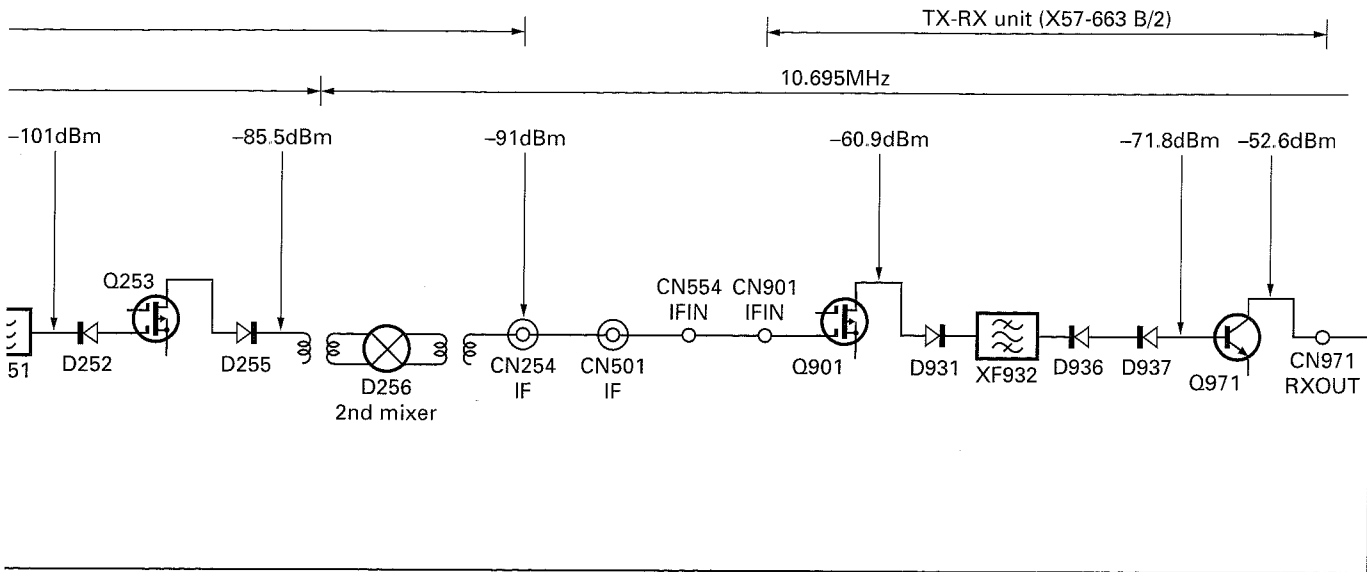 TX-RX unit (X57-663 B/2)
10.695MHz
–101dBm
–85.5dBm
–91dBm
–60.9dBm
–71.8dBm
–52.6dBm
Q253
CN554
IFIN
CN901
IFIN
51
D252
D255
D256
2nd mixer
CN254
IF
CN501
IF
Q901
D931
XF932
D936
D937
Q971
CN971
RXOUT